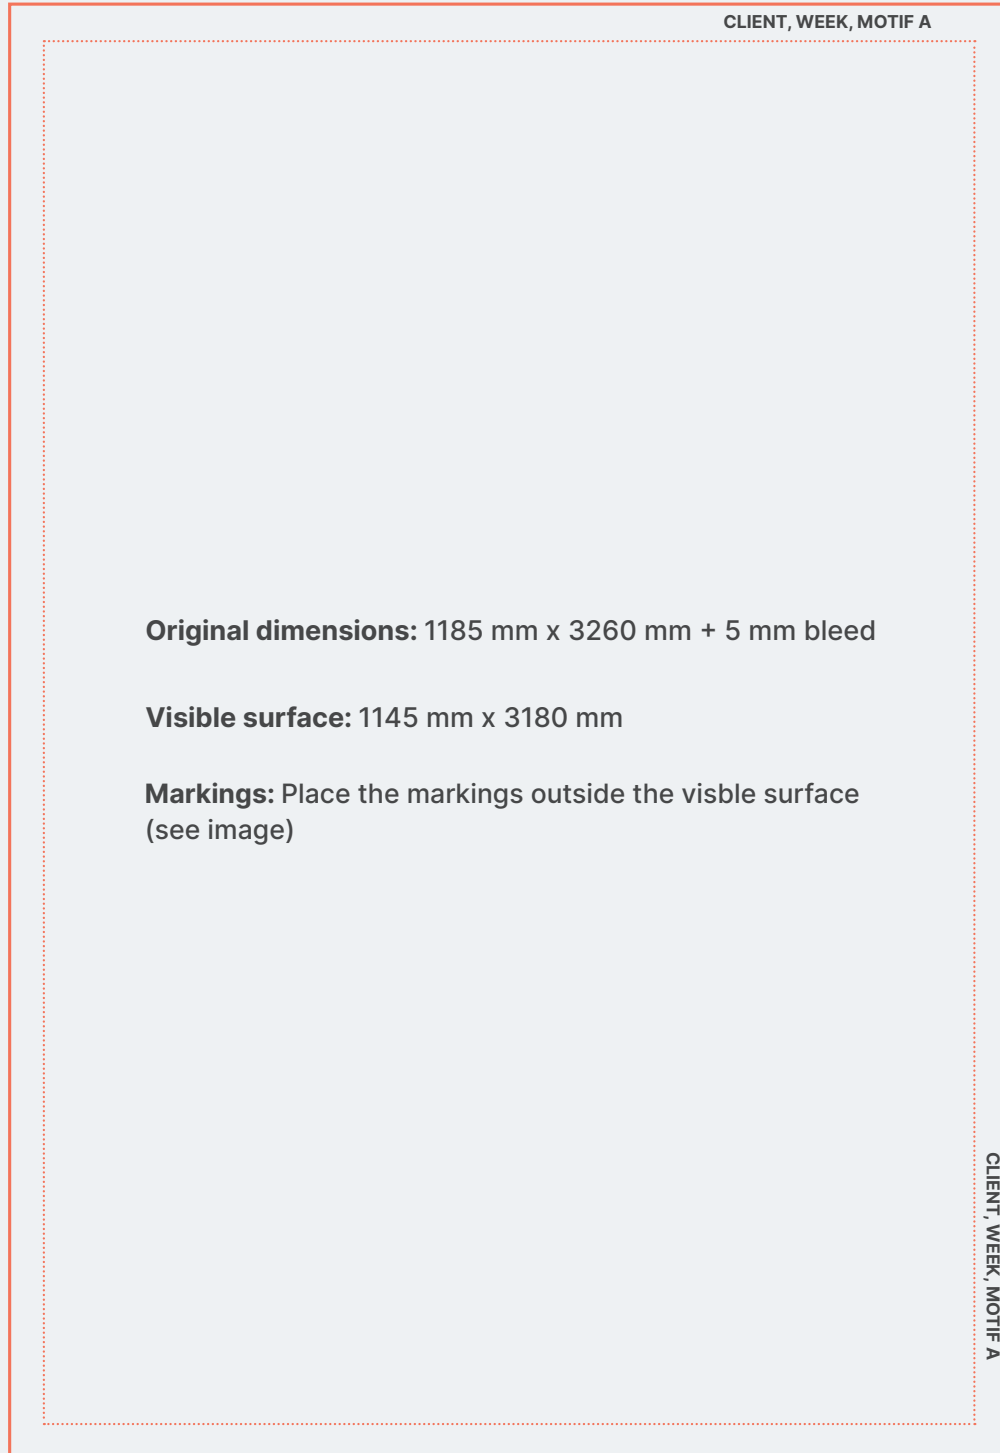 CLIENT, WEEK, MOTIF A
Original dimensions: 1185 mm x 3260 mm + 5 mm bleed
Visible surface: 1145 mm x 3180 mm
Markings: Place the markings outside the visble surface
(see image)
CLIENT, WEEK, MOTIF A